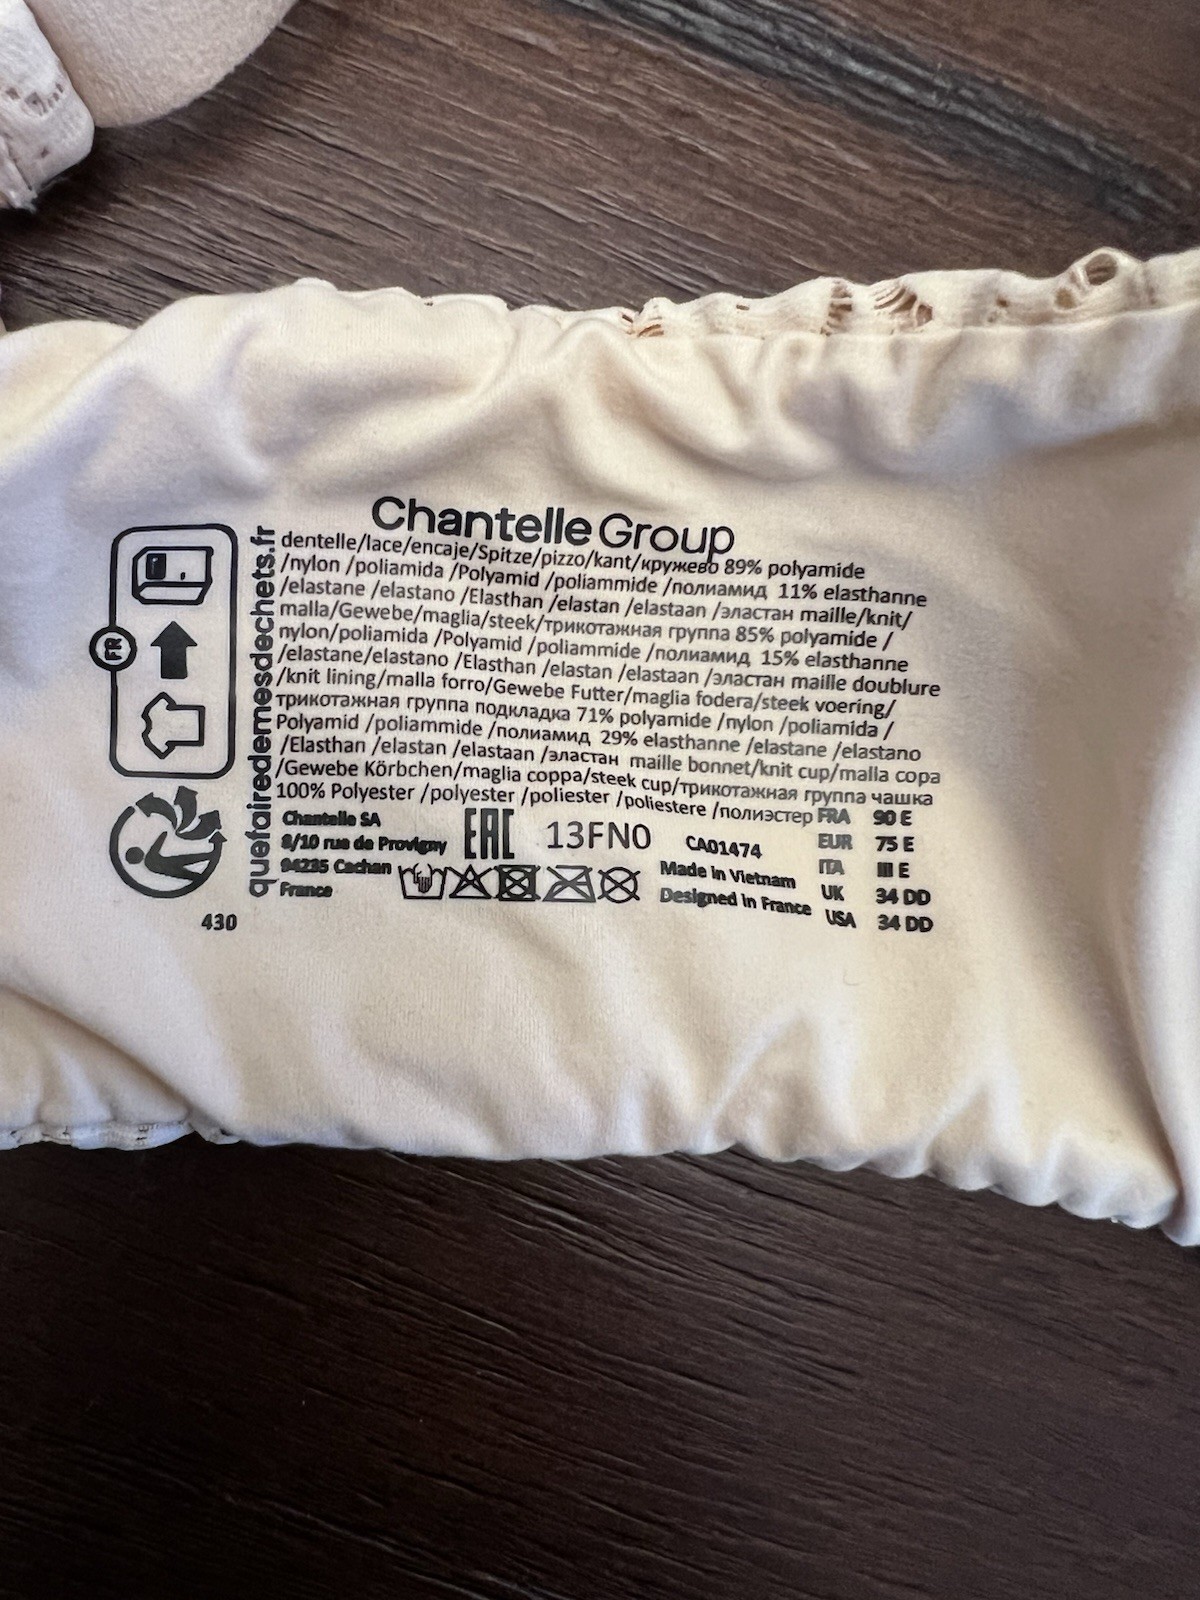 Chantelle Group
dentelle/lace/encaje/Spitze/pizzo/kant/кружево 89% polyamide
/nylon /poliamida /Polyamid /poliammide /полиамид 11% elasthanne
/elastane /elastano /Elasthan /elastan /elastaan /эластан maille/knit/
malla/Gewebe/maglia/steek/трикотажная группа 85% polyamide /
nylon/poliamida /Polyamid /poliammide /полиамид 15% elasthanne
/elastane/elastano /Elasthan /elastan /elastaan /эластан maille doublure
/knit lining/malla forro/Gewebe Futter/maglia fodera/steek voering/
трикотажная группа подкладка 71% polyamide /nylon /poliamida /
Polyamid /poliammide /полиамид 29% elasthanne /elastane /elastano
/Elasthan /elastan /elastaan /эластан maille bonnet/knit cup/malla copa
/Gewebe Körbchen/maglia coppa/steek cup/трикотажная группа чашка
100% Polyester /polyester /poliester /poliestere /полиэстер
Chantelle SA
8/10 rue de Provigny
94235 Cachan
France
EAC
13FN0
CA01474
Made in Vietnam
Designed in France
FRA 90 E
EUR 75 E
ITA III E
UK 34 DD
USA 34 DD
FR
quefairedemesdechets.fr
430